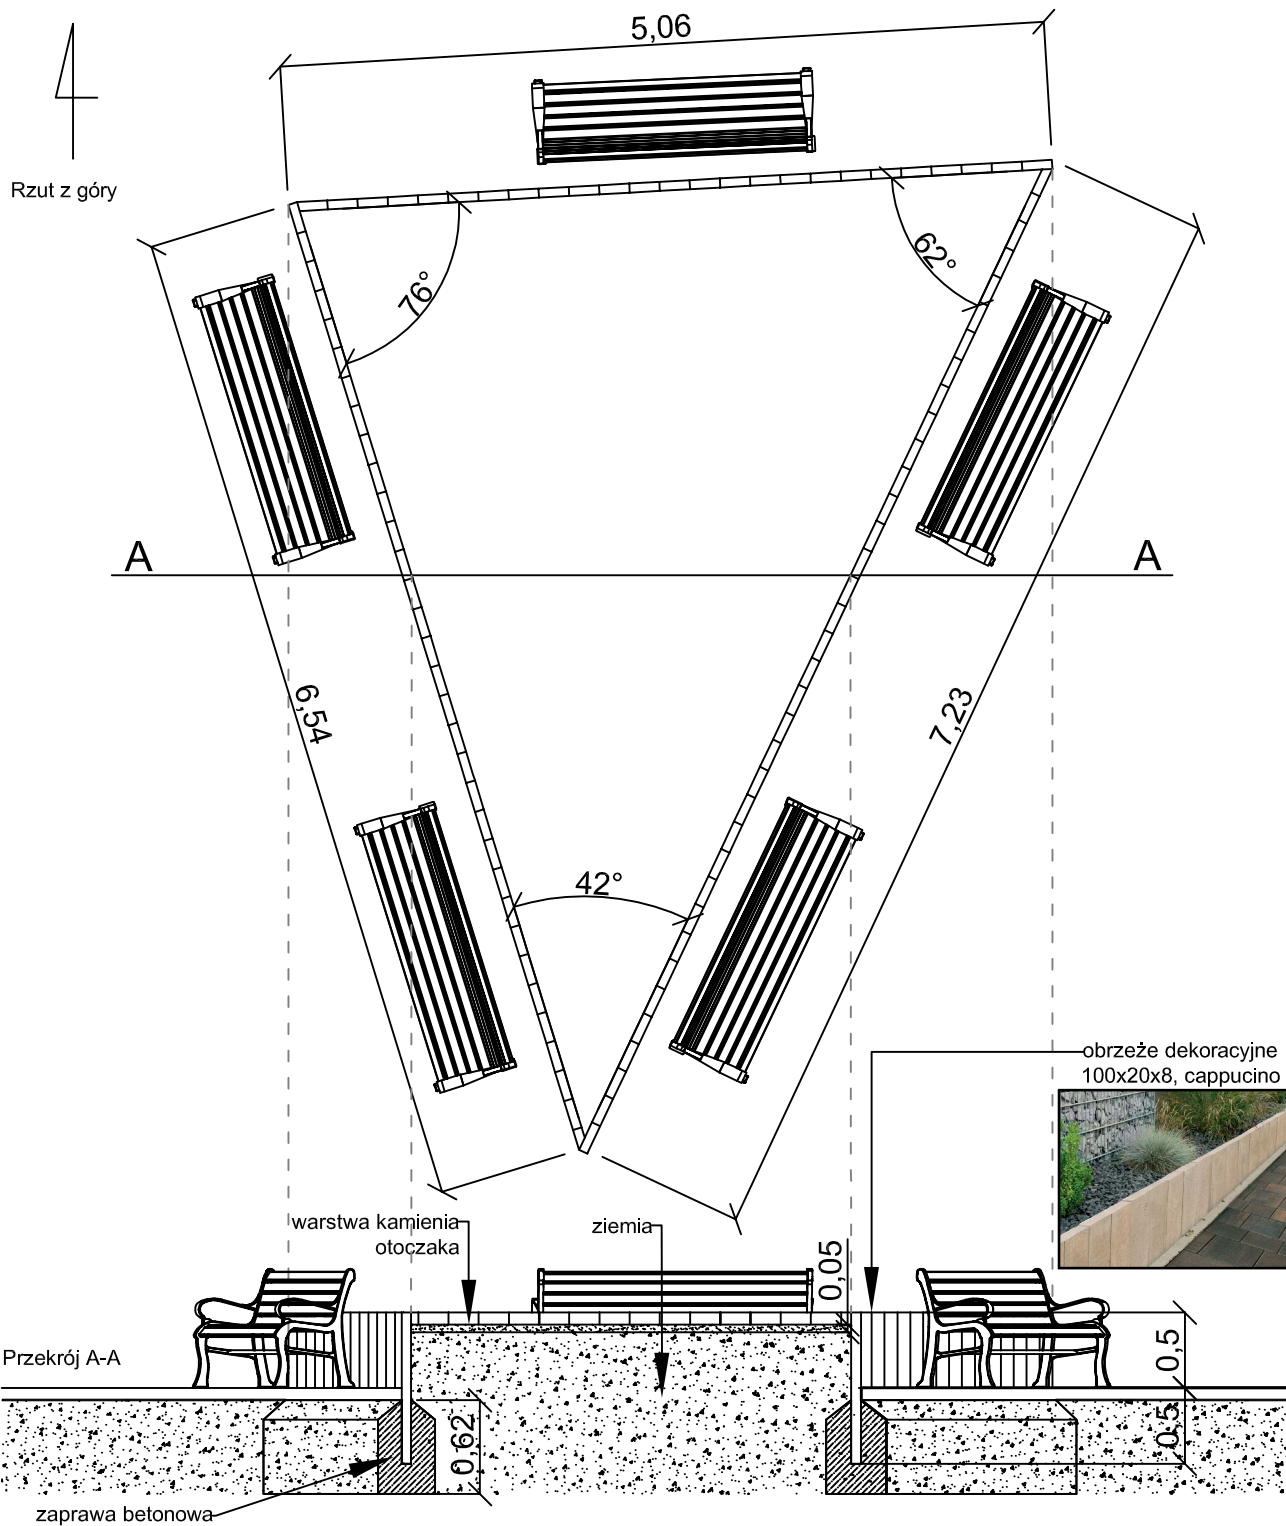 5,06
Rzut z góry
76°
62°
A
A
6,54
7,23
42°
obrzeże dekoracyjne
100x20x8, cappucino
warstwa kamienia
otoczaka
ziemia
0,05
Przekrój A-A
0,5
0,5
0,62
zaprawa betonowa